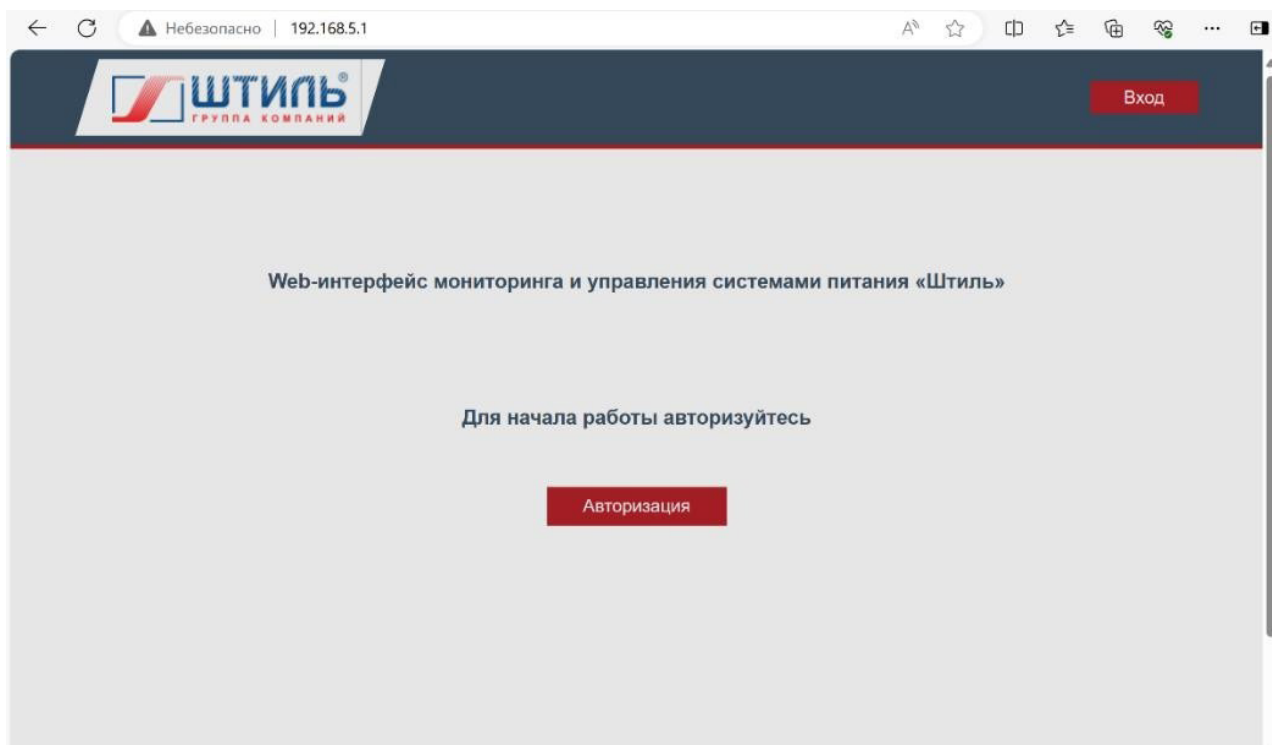 Небезопасно | 192.168.5.1
ШТИЛЬ®
ГРУППА КОМПАНИЙ
Вход
Web-интерфейс мониторинга и управления системами питания «Штиль»
Для начала работы авторизуйтесь
Авторизация